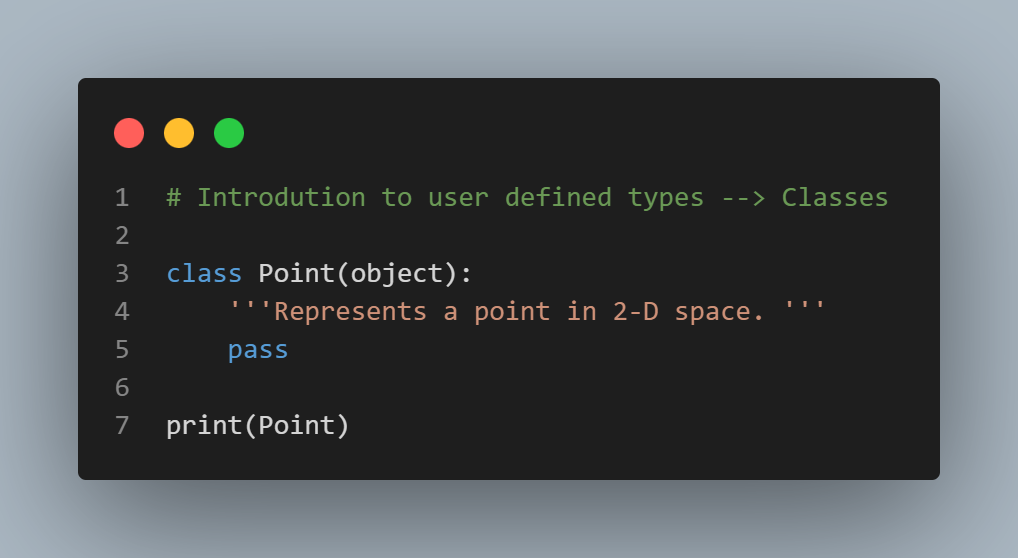 1 # Introdution to user defined types --> Classes
2
3 class Point(object):
4     '''Represents a point in 2-D space. '''
5     pass
6
7 print(Point)